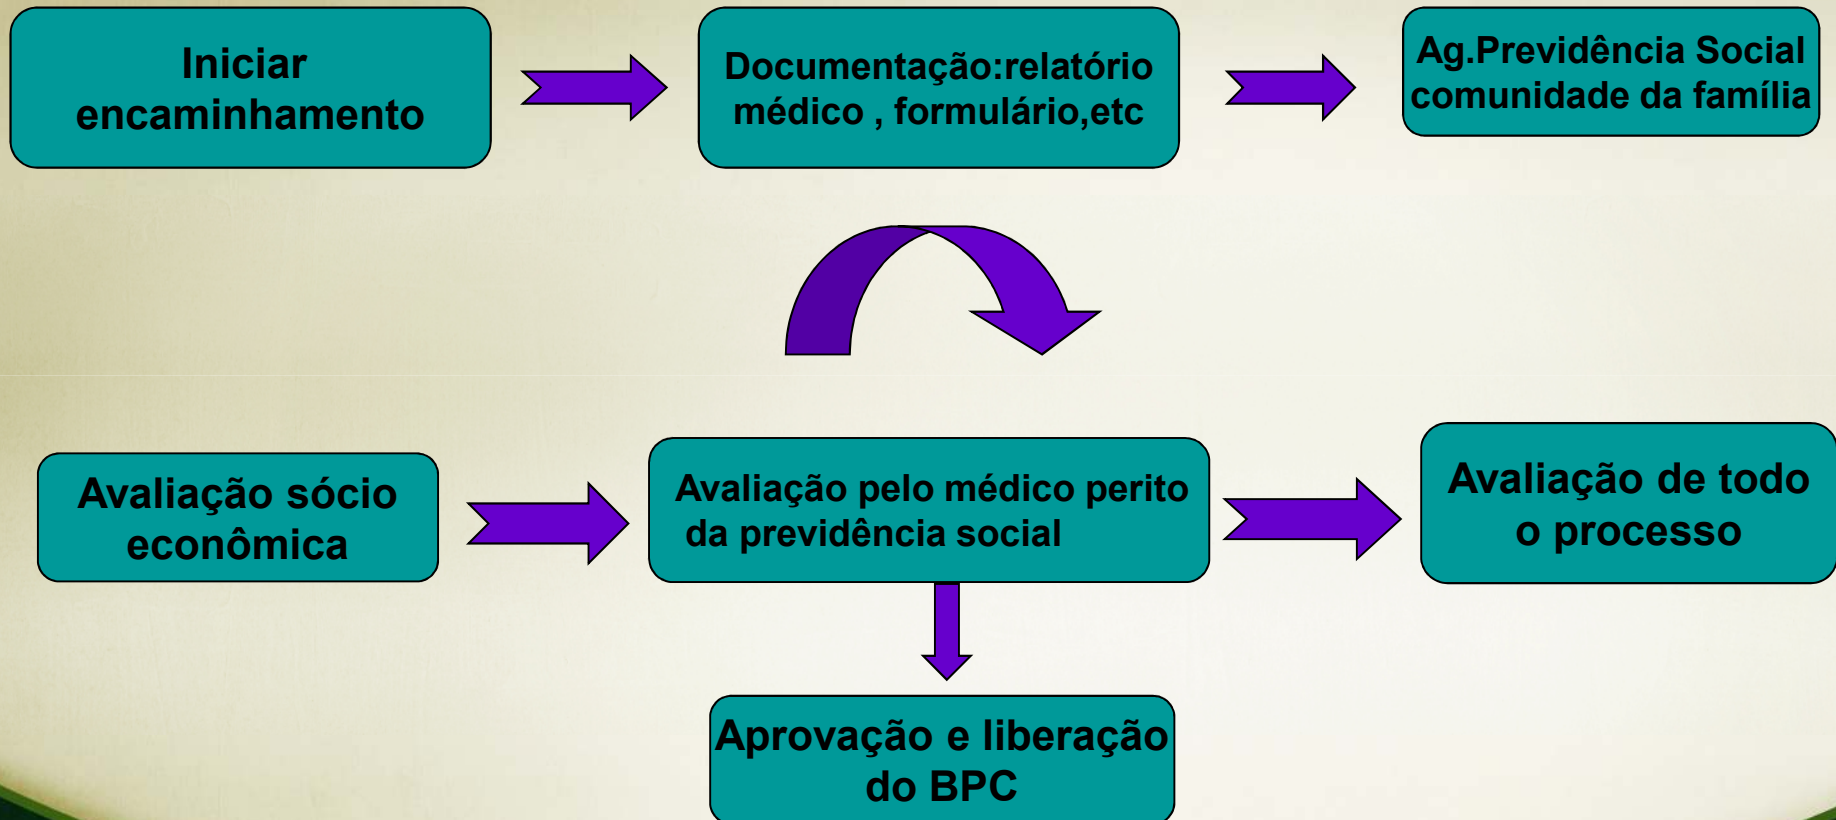 Iniciar
encaminhamento
Documentação:relatório
médico , formulário,etc
Ag.Previdência Social
comunidade da família
Avaliação sócio
econômica
Avaliação pelo médico perito
da previdência social
Avaliação de todo
o processo
Aprovação e liberação
do BPC